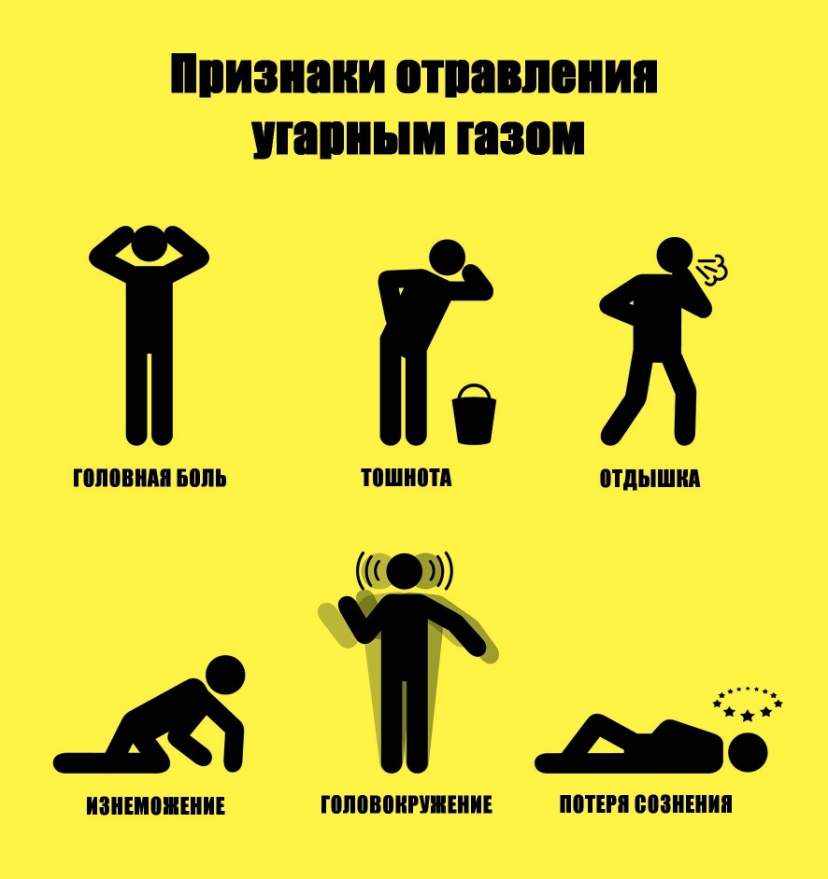 Признаки отравления
угарным газом
ГОЛОВНАЯ БОЛЬ
ТОШНОТА
ОТДЫШКА
ИЗНЕМОЖЕНИЕ
ГОЛОВОКРУЖЕНИЕ
ПОТЕРЯ СОЗНЕНИЯ